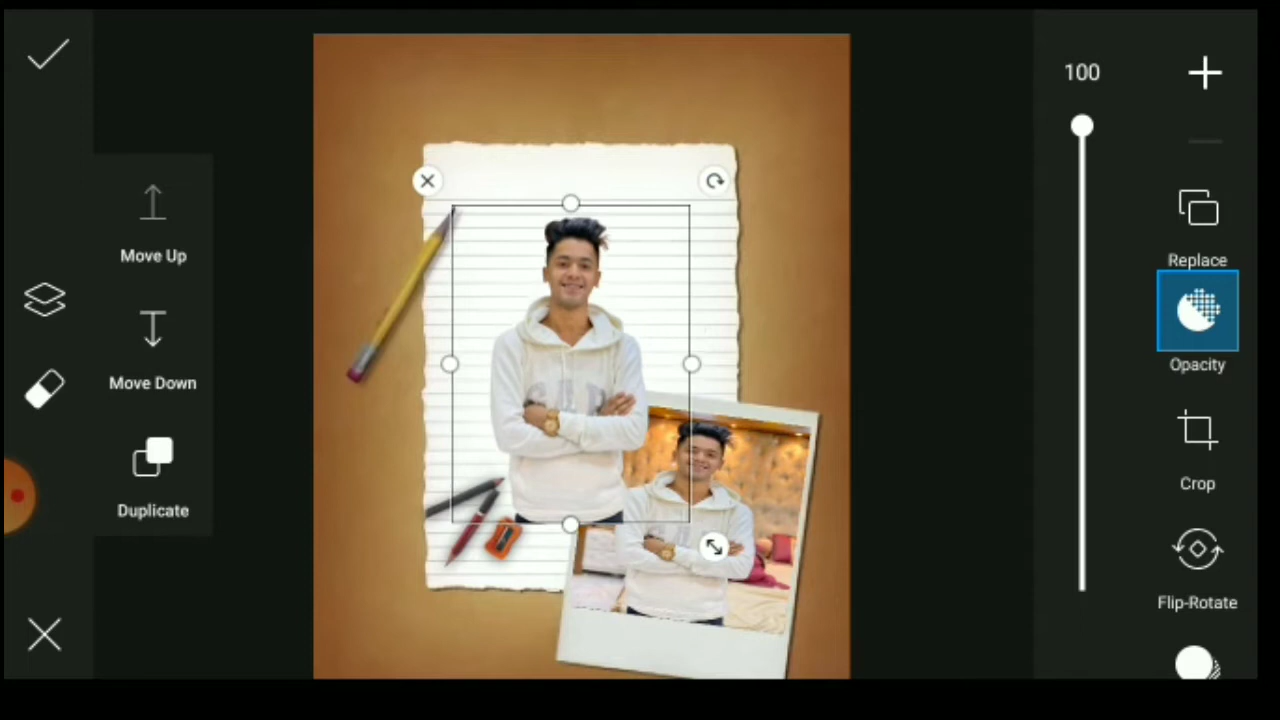 100
Move Up
Replace
Opacity
Move Down
Crop
Duplicate
Flip-Rotate